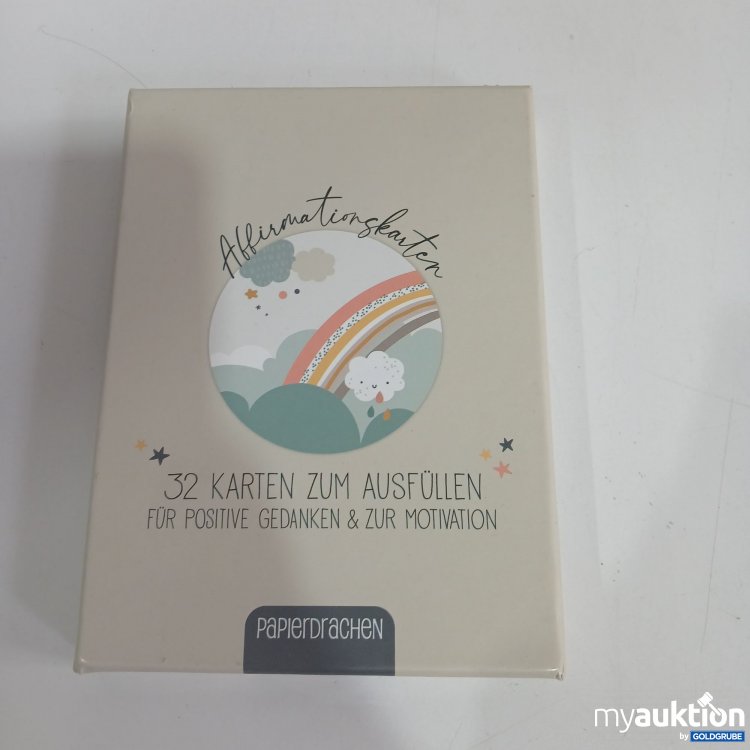 Affirmationskarten
32 KARTEN ZUM AUSFÜLLEN
FÜR POSITIVE GEDANKEN & ZUR MOTIVATION
PAPIERDRACHEN
myauktion
by GOLDGRUBE